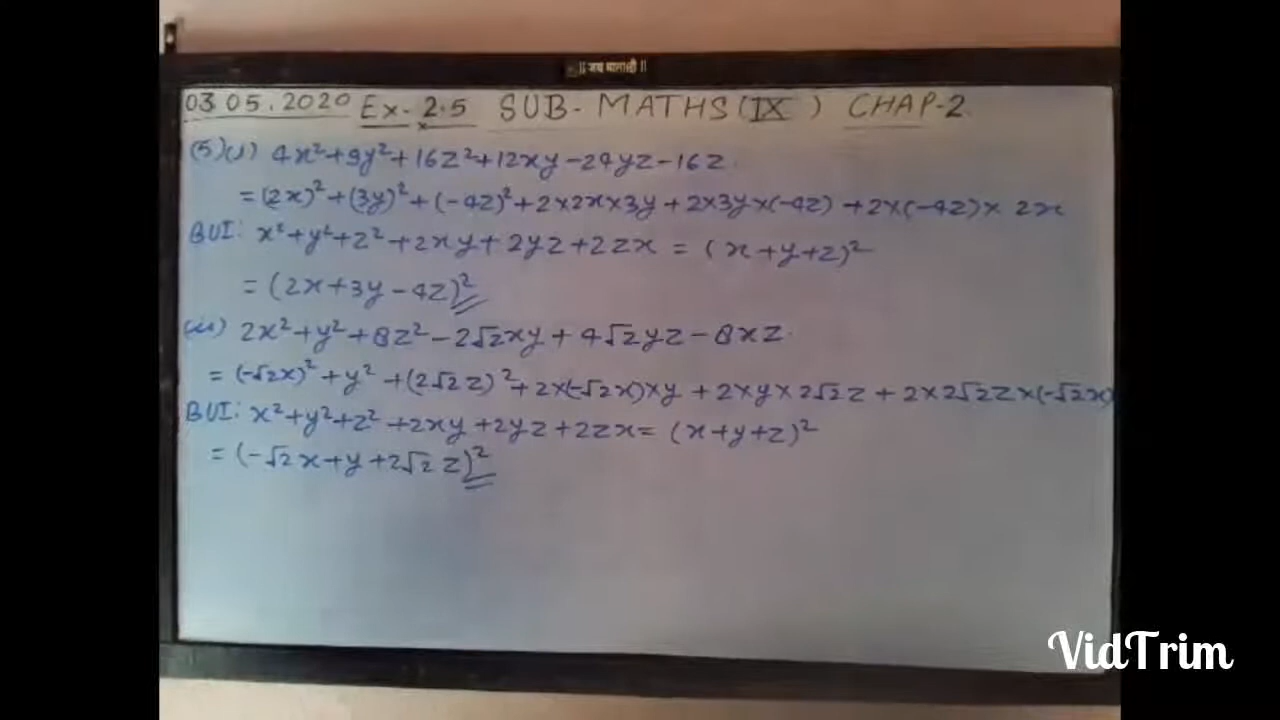 || जय माताजी ||
03.05.2020 Ex-2.5 SUB-MATHS(IX) CHAP-2
(5)(i) 4x²+9y²+16z²+12xy-24yz-16z
=(2x)²+(3y)²+(-4z)²+2×2x×3y+2×3y×(-4z)+2×(-4z)×2x
BUI: x²+y²+z²+2xy+2yz+2zx = (x+y+z)²
= (2x+3y-4z)²
(ii) 2x²+y²+8z²-2√2xy+4√2yz-8xz
= (-√2x)²+y²+(2√2z)²+2×(-√2x)×y+2×y×2√2z+2×2√2z×(-√2x)
BUI: x²+y²+z²+2xy+2yz+2zx= (x+y+z)²
= (-√2x+y+2√2z)²
VidTrim